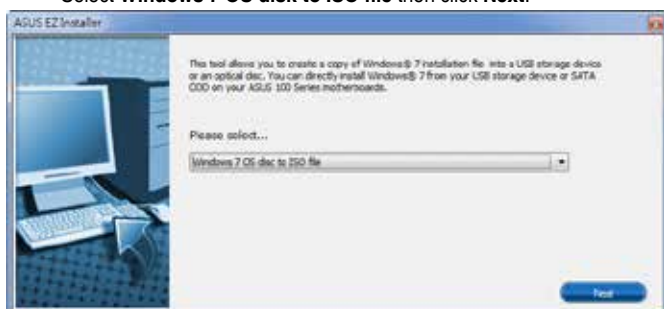 Select Windows 7 OS disk to ISO file then click Next.
ASUS EZ Installer
This tool allows you to create a copy of Windows® 7 installation file into a USB storage device
or an optical disc. You can directly install Windows® 7 from your USB storage device or SATA
ODD on your ASUS 100 Series motherboards.
Please select...
Windows 7 OS disc to ISO file
Next